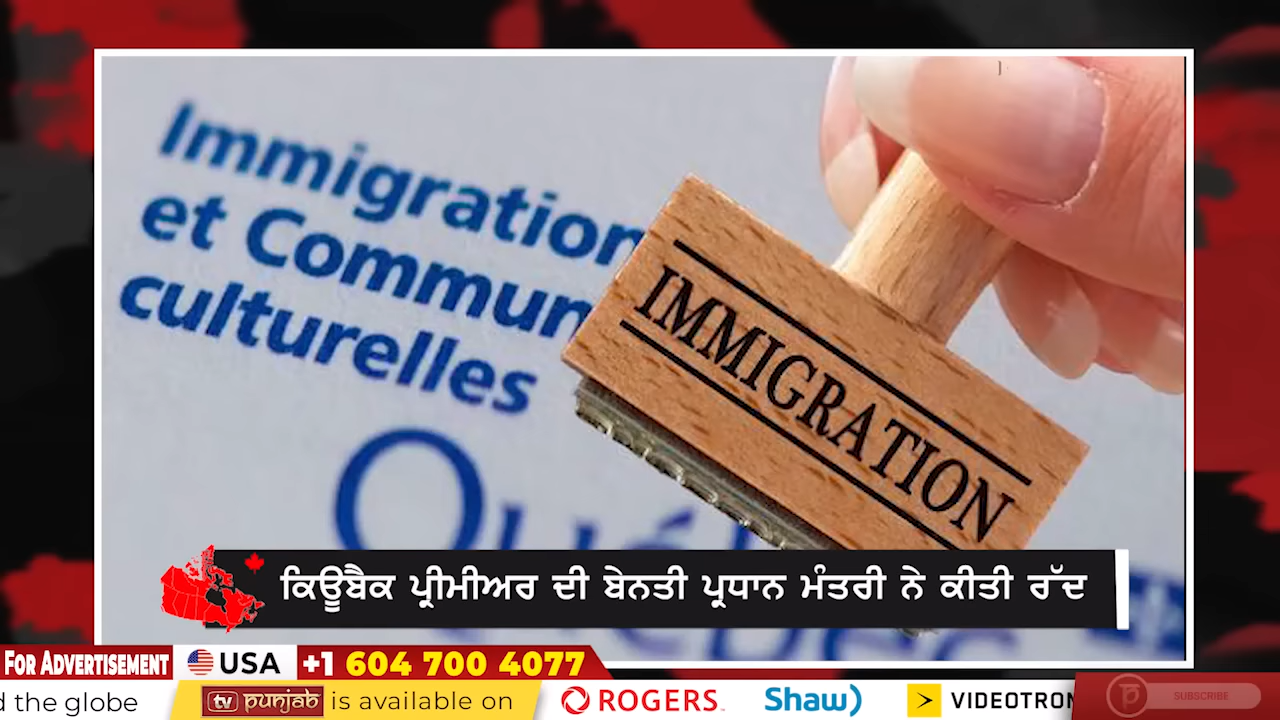 Immigration
et Commun
culturelles
IMMIGRATION
Québec
ਕਿਊਬੈਕ ਪ੍ਰੀਮੀਅਰ ਦੀ ਬੇਨਤੀ ਪ੍ਰਧਾਨ ਮੰਤਰੀ ਨੇ ਕੀਤੀ ਰੱਦ
FOR ADVERTISEMENT USA +1 604 700 4077
d the globe tv punjab is available on ROGERS Shaw) VIDEOTRON SUBSCRIBE